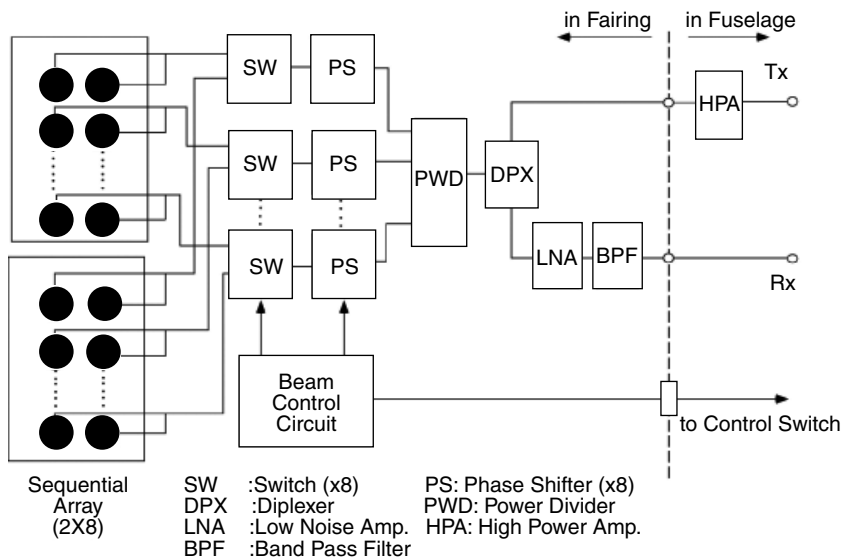 in Fairing
in Fuselage
SW
PS
Tx
HPA
SW
PS
PWD
DPX
SW
PS
LNA
BPF
Rx
Beam
Control
Circuit
to Control Switch
Sequential
Array
(2X8)
SW :Switch (x8)
DPX :Diplexer
LNA :Low Noise Amp.
BPF :Band Pass Filter
PS: Phase Shifter (x8)
PWD: Power Divider
HPA: High Power Amp.